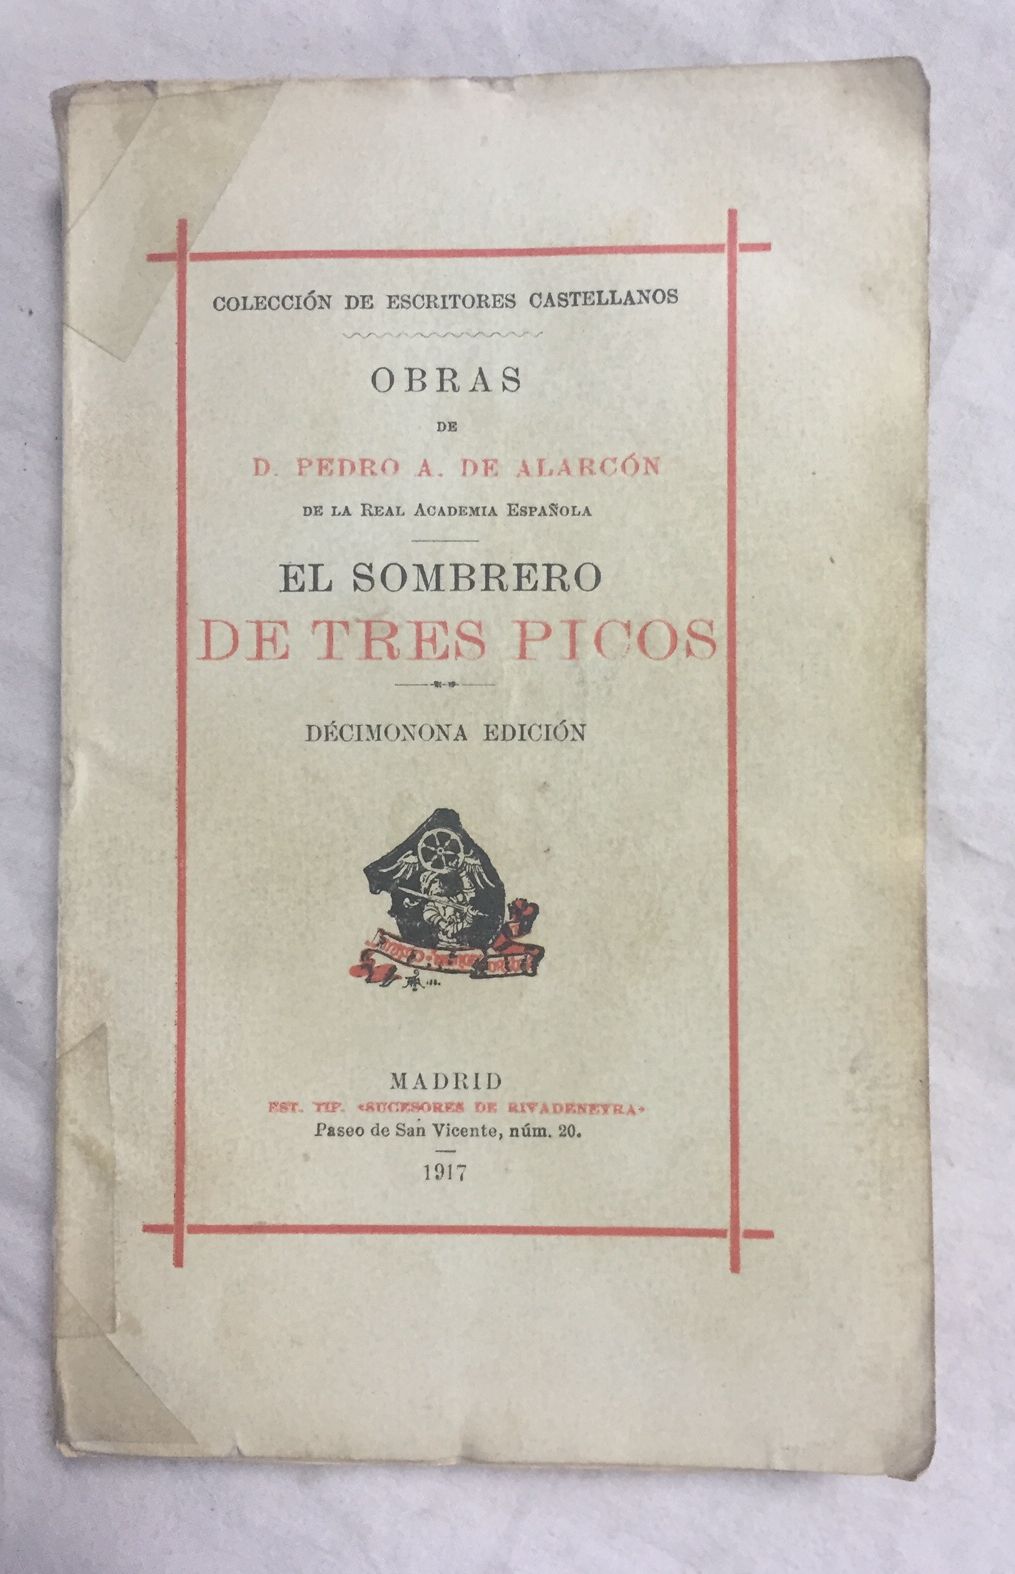 COLECCIÓN DE ESCRITORES CASTELLANOS
OBRAS
DE
D. PEDRO A. DE ALARCÓN
DE LA REAL ACADEMIA ESPAÑOLA
EL SOMBRERO
DE TRES PICOS
DÉCIMONONA EDICIÓN
MADRID
EST. TIP. «SUCESORES DE RIVADENEYRA»
Paseo de San Vicente, núm. 20.
1917